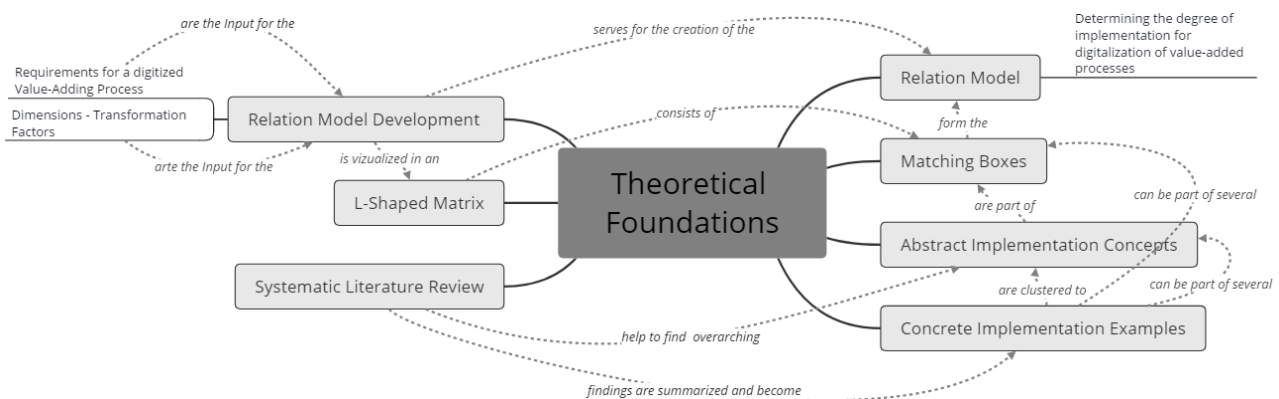 are the Input for the
serves for the creation of the
Determining the degree of
implementation for
digitalization of value-added
processes
Requirements for a digitized
Value-Adding Process
Relation Model
Dimensions - Transformation
Factors
Relation Model Development
consists of
form the
arte the Input for the
is vizualized in an
Matching Boxes
Theoretical
Foundations
L-Shaped Matrix
are part of
can be part of several
Abstract Implementation Concepts
Systematic Literature Review
are clustered to
can be part of several
help to find overarching
Concrete Implementation Examples
findings are summarized and become